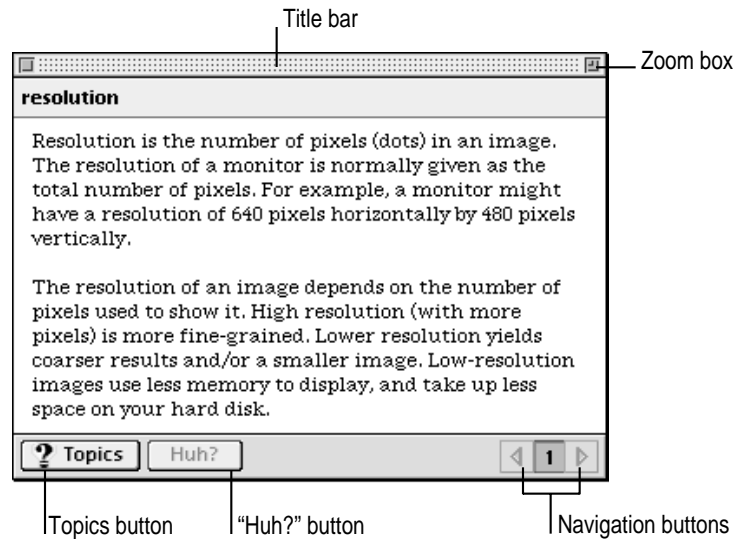 Title bar
Zoom box
resolution
Resolution is the number of pixels (dots) in an image.
The resolution of a monitor is normally given as the
total number of pixels. For example, a monitor might
have a resolution of 640 pixels horizontally by 480 pixels
vertically.
The resolution of an image depends on the number of
pixels used to show it. High resolution (with more
pixels) is more fine-grained. Lower resolution yields
coarser results and/or a smaller image. Low-resolution
images use less memory to display, and take up less
space on your hard disk.
? Topics Huh? 1
Topics button “Huh?” button Navigation buttons